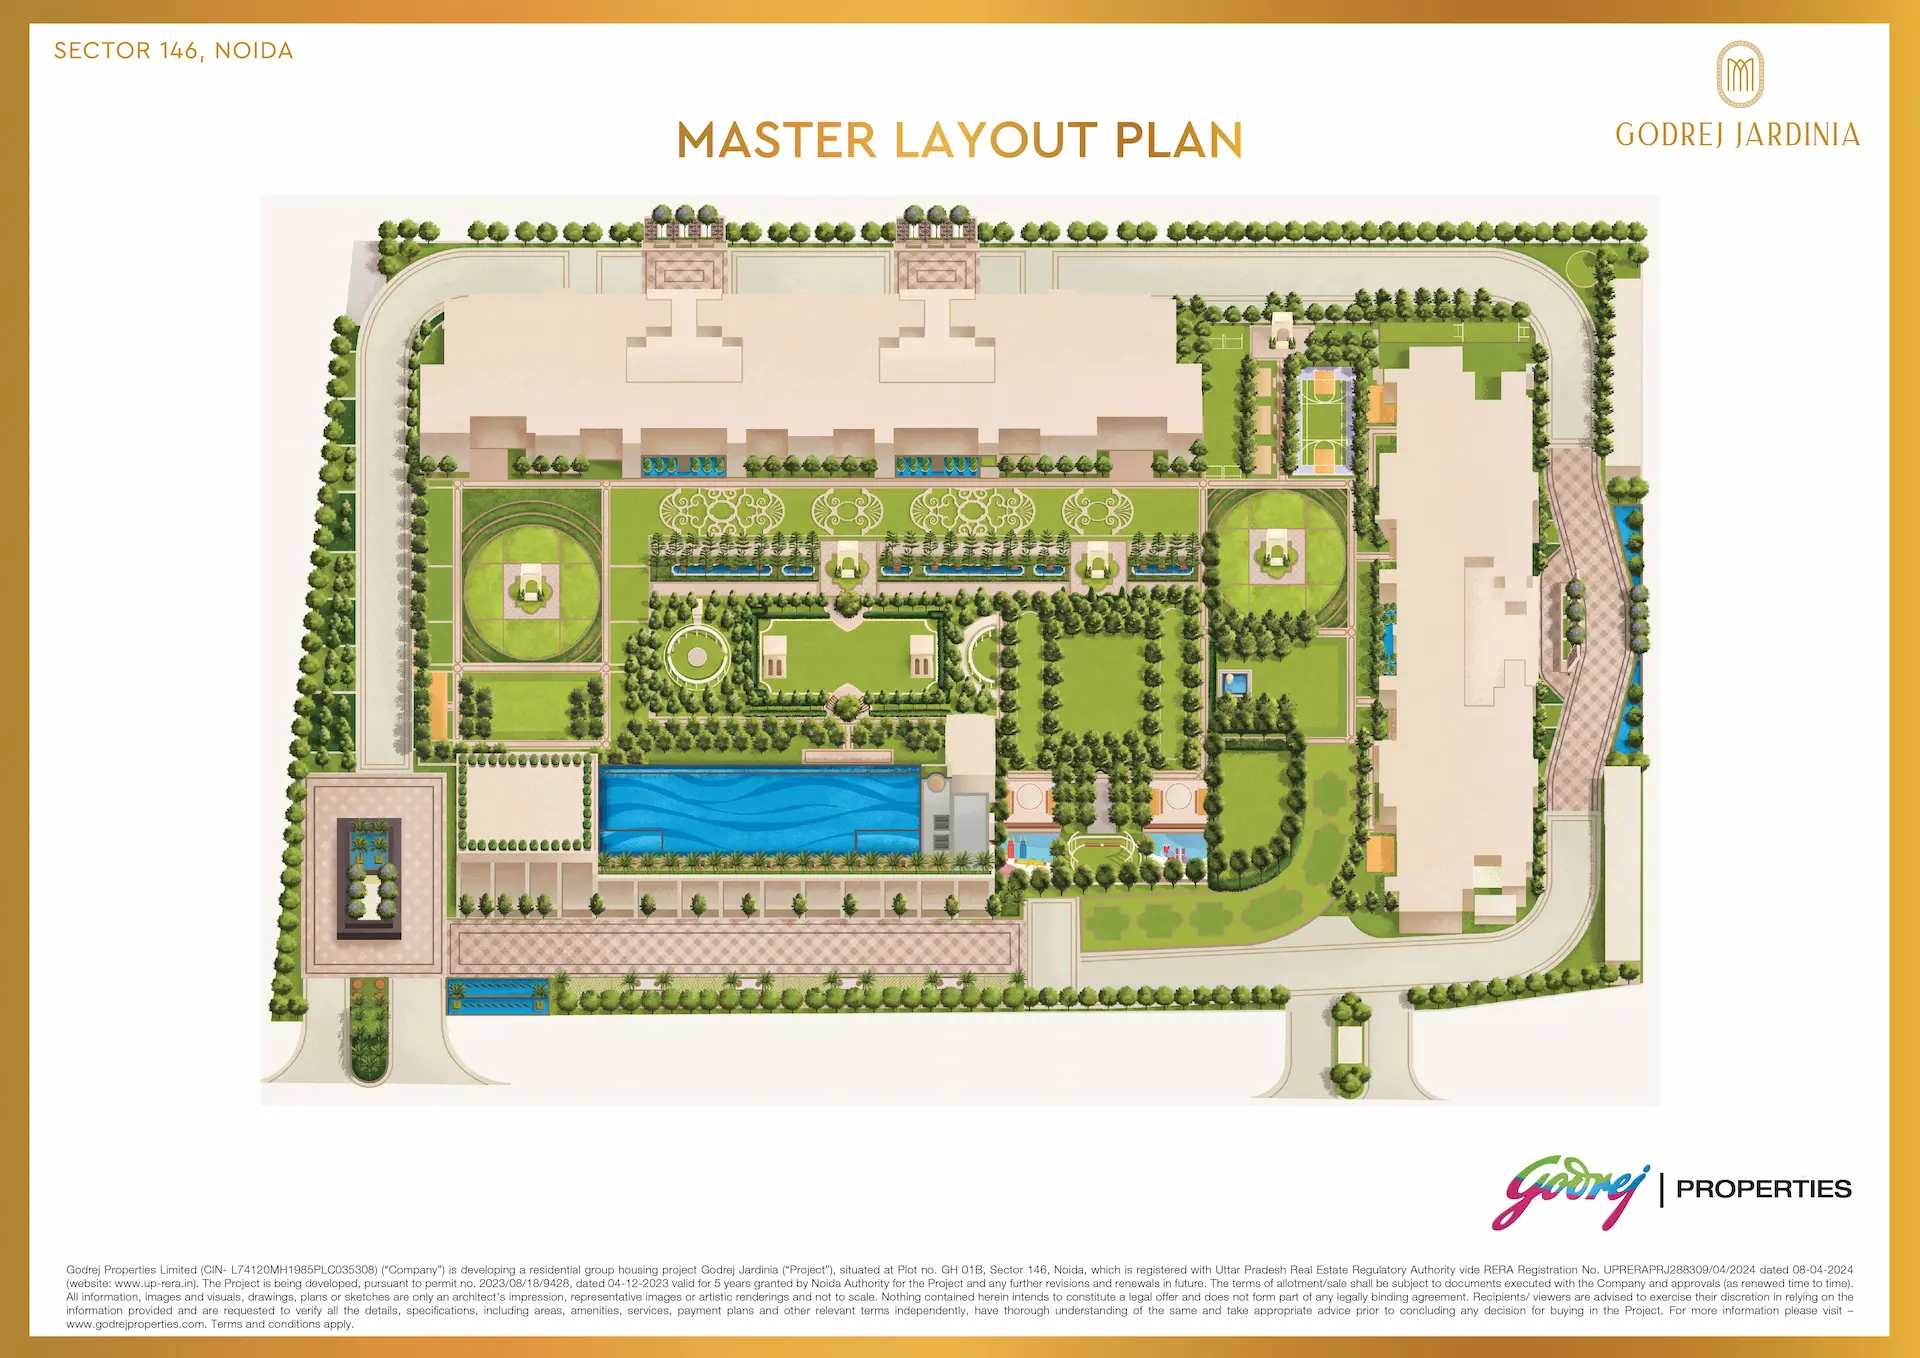 SECTOR 146, NOIDA
GODREJ JARDINIA
MASTER LAYOUT PLAN
Godrej | PROPERTIES
Godrej Properties Limited (CIN- L74120MH1985PLC035308) (“Company”) is developing a residential group housing project Godrej Jardinia (“Project”), situated at Plot no. GH 01B, Sector 146, Noida, which is registered with Uttar Pradesh Real Estate Regulatory Authority vide RERA Registration No. UPRERAPRJ288309/04/2024 dated 08-04-2024
(website: www.up-rera.in). The Project is being developed, pursuant to permit no. 2023/08/18/9428, dated 04-12-2023 valid for 5 years granted by Noida Authority for the Project and any further revisions and renewals in future. The terms of allotment/sale shall be subject to documents executed with the Company and approvals (as renewed time to time).
All information, images and visuals, drawings, plans or sketches are only an architect's impression, representative images or artistic renderings and not to scale. Nothing contained herein intends to constitute a legal offer and does not form part of any legally binding agreement. Recipients/ viewers are advised to exercise their discretion in relying on the
information provided and are requested to verify all the details, specifications, including areas, amenities, services, payment plans and other relevant terms independently, have thorough understanding of the same and take appropriate advice prior to concluding any decision for buying in the Project. For more information please visit –
www.godrejproperties.com. Terms and conditions apply.